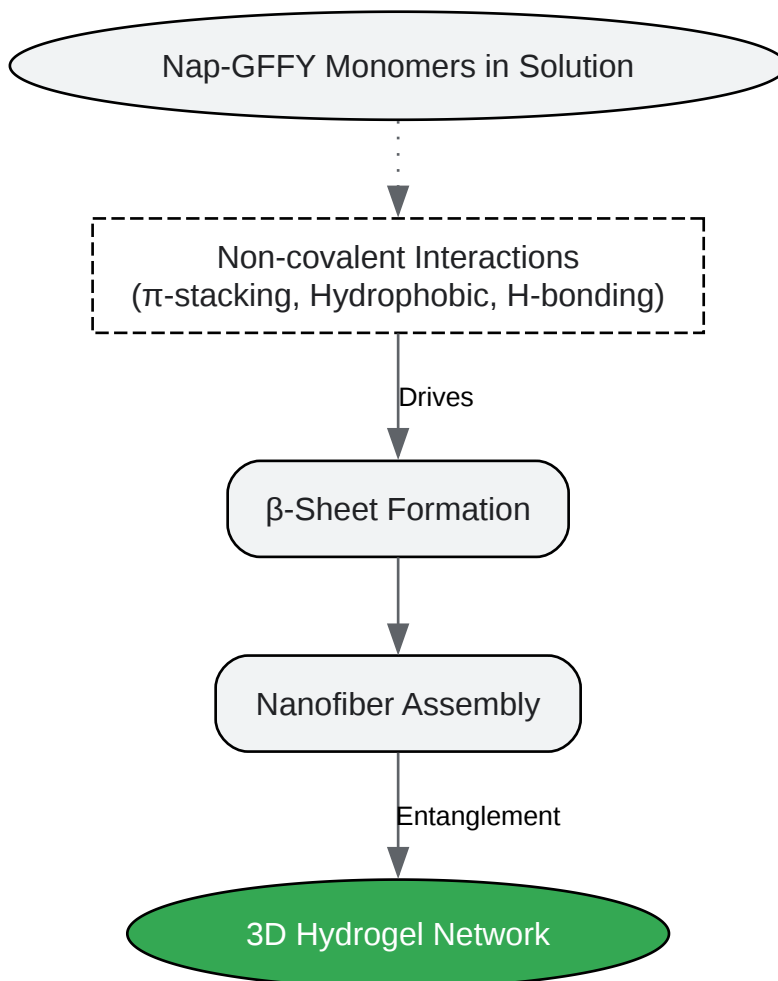 Nap-GFFY Monomers in Solution
Non-covalent Interactions
(π-stacking, Hydrophobic, H-bonding)
Drives
β-Sheet Formation
Nanofiber Assembly
Entanglement
3D Hydrogel Network